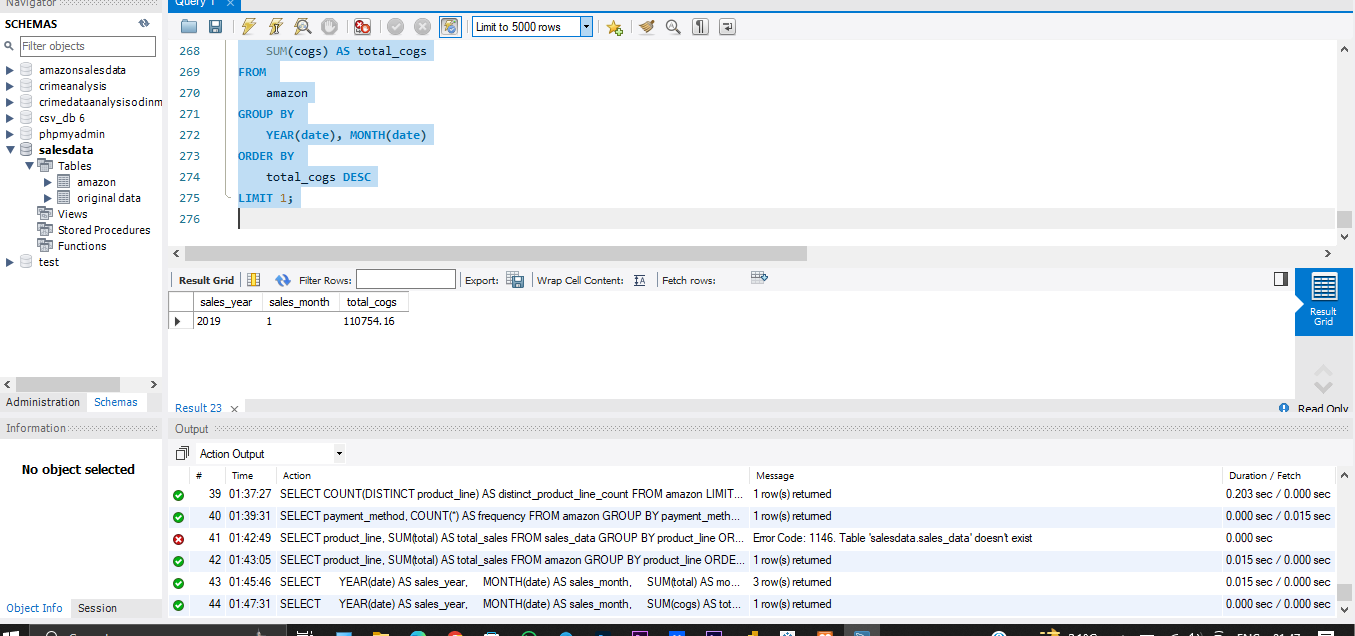 Navigator
Query 1
SCHEMAS
Limit to 5000 rows
Filter objects
amazonsalesdata
crimeanalysis
crimedataanalysisodinm
csv_db 6
phpmyadmin
salesdata
Tables
amazon
original data
Views
Stored Procedures
Functions
test
268 SUM(cogs) AS total_cogs
269 FROM
270 amazon
271 GROUP BY
272 YEAR(date), MONTH(date)
273 ORDER BY
274 total_cogs DESC
275 LIMIT 1;
276
Result Grid Filter Rows: Export: Wrap Cell Content: Fetch rows:
sales_year sales_month total_cogs
2019 1 110754.16
Result Grid
Administration Schemas
Result 23
Read Only
Information
No object selected
Output
Action Output
# Time Action Message Duration / Fetch
39 01:37:27 SELECT COUNT(DISTINCT product_line) AS distinct_product_line_count FROM amazon LIMIT... 1 row(s) returned 0.203 sec / 0.000 sec
40 01:39:31 SELECT payment_method, COUNT(*) AS frequency FROM amazon GROUP BY payment_meth... 1 row(s) returned 0.000 sec / 0.015 sec
41 01:42:49 SELECT product_line, SUM(total) AS total_sales FROM sales_data GROUP BY product_line OR... Error Code: 1146. Table 'salesdata.sales_data' doesn't exist 0.000 sec
42 01:43:05 SELECT product_line, SUM(total) AS total_sales FROM amazon GROUP BY product_line ORDE... 1 row(s) returned 0.015 sec / 0.000 sec
43 01:45:46 SELECT YEAR(date) AS sales_year, MONTH(date) AS sales_month, SUM(total) AS mo... 3 row(s) returned 0.015 sec / 0.000 sec
44 01:47:31 SELECT YEAR(date) AS sales_year, MONTH(date) AS sales_month, SUM(cogs) AS tot... 1 row(s) returned 0.000 sec / 0.000 sec
Object Info Session